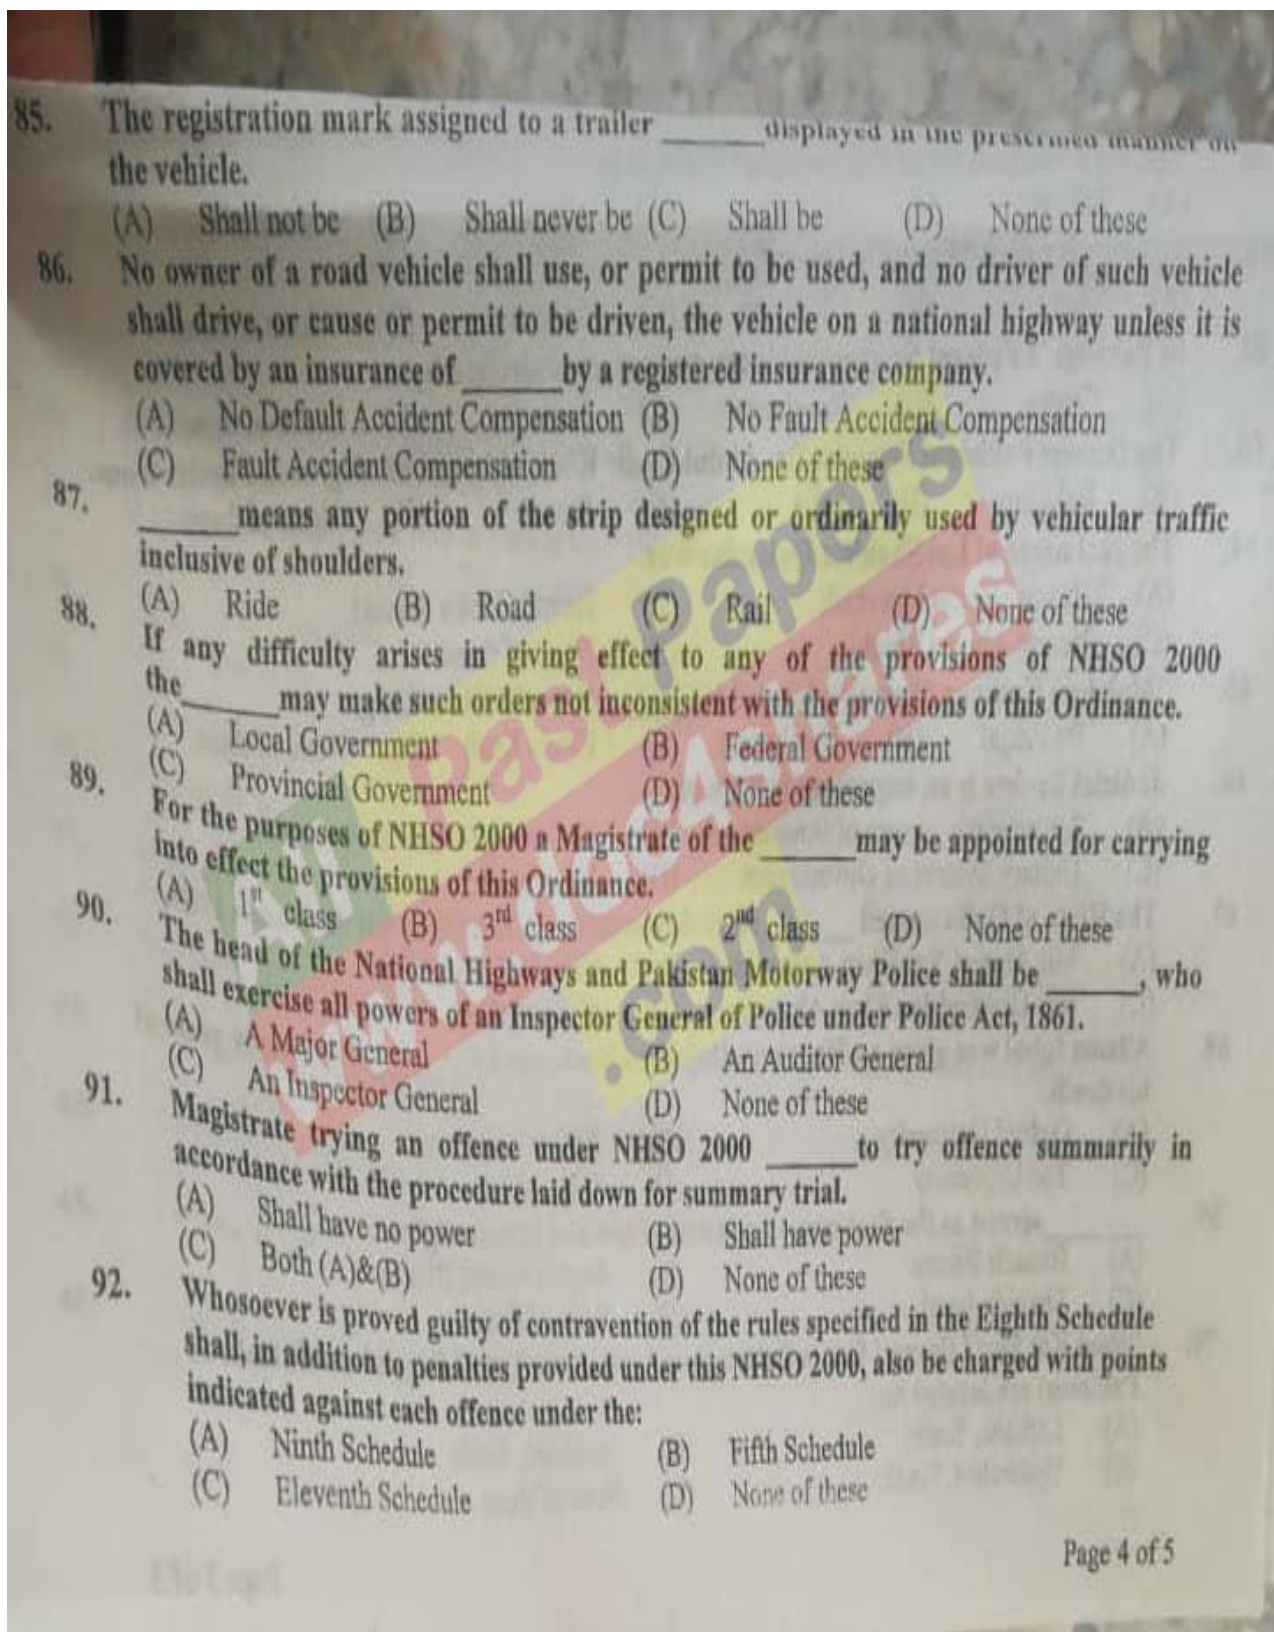 85. The registration mark assigned to a trailer ______ displayed in the prescribed manner on
the vehicle.
(A) Shall not be (B) Shall never be (C) Shall be (D) None of these
86. No owner of a road vehicle shall use, or permit to be used, and no driver of such vehicle
shall drive, or cause or permit to be driven, the vehicle on a national highway unless it is
covered by an insurance of ______ by a registered insurance company.
(A) No Default Accident Compensation (B) No Fault Accident Compensation
(C) Fault Accident Compensation (D) None of these
87. ______ means any portion of the strip designed or ordinarily used by vehicular traffic
inclusive of shoulders.
(A) Ride (B) Road (C) Rail (D) None of these
88. If any difficulty arises in giving effect to any of the provisions of NHSO 2000
the ______ may make such orders not inconsistent with the provisions of this Ordinance.
(A) Local Government (B) Federal Government
(C) Provincial Government (D) None of these
89. For the purposes of NHSO 2000 a Magistrate of the ______ may be appointed for carrying
into effect the provisions of this Ordinance.
(A) 1st class (B) 3rd class (C) 2nd class (D) None of these
90. The head of the National Highways and Pakistan Motorway Police shall be ______, who
shall exercise all powers of an Inspector General of Police under Police Act, 1861.
(A) A Major General (B) An Auditor General
(C) An Inspector General (D) None of these
91. Magistrate trying an offence under NHSO 2000 ______ to try offence summarily in
accordance with the procedure laid down for summary trial.
(A) Shall have no power (B) Shall have power
(C) Both (A)&(B) (D) None of these
92. Whosoever is proved guilty of contravention of the rules specified in the Eighth Schedule
shall, in addition to penalties provided under this NHSO 2000, also be charged with points
indicated against each offence under the:
(A) Ninth Schedule (B) Fifth Schedule
(C) Eleventh Schedule (D) None of these
Page 4 of 5
All Past Papers
www.doc4shares
.com